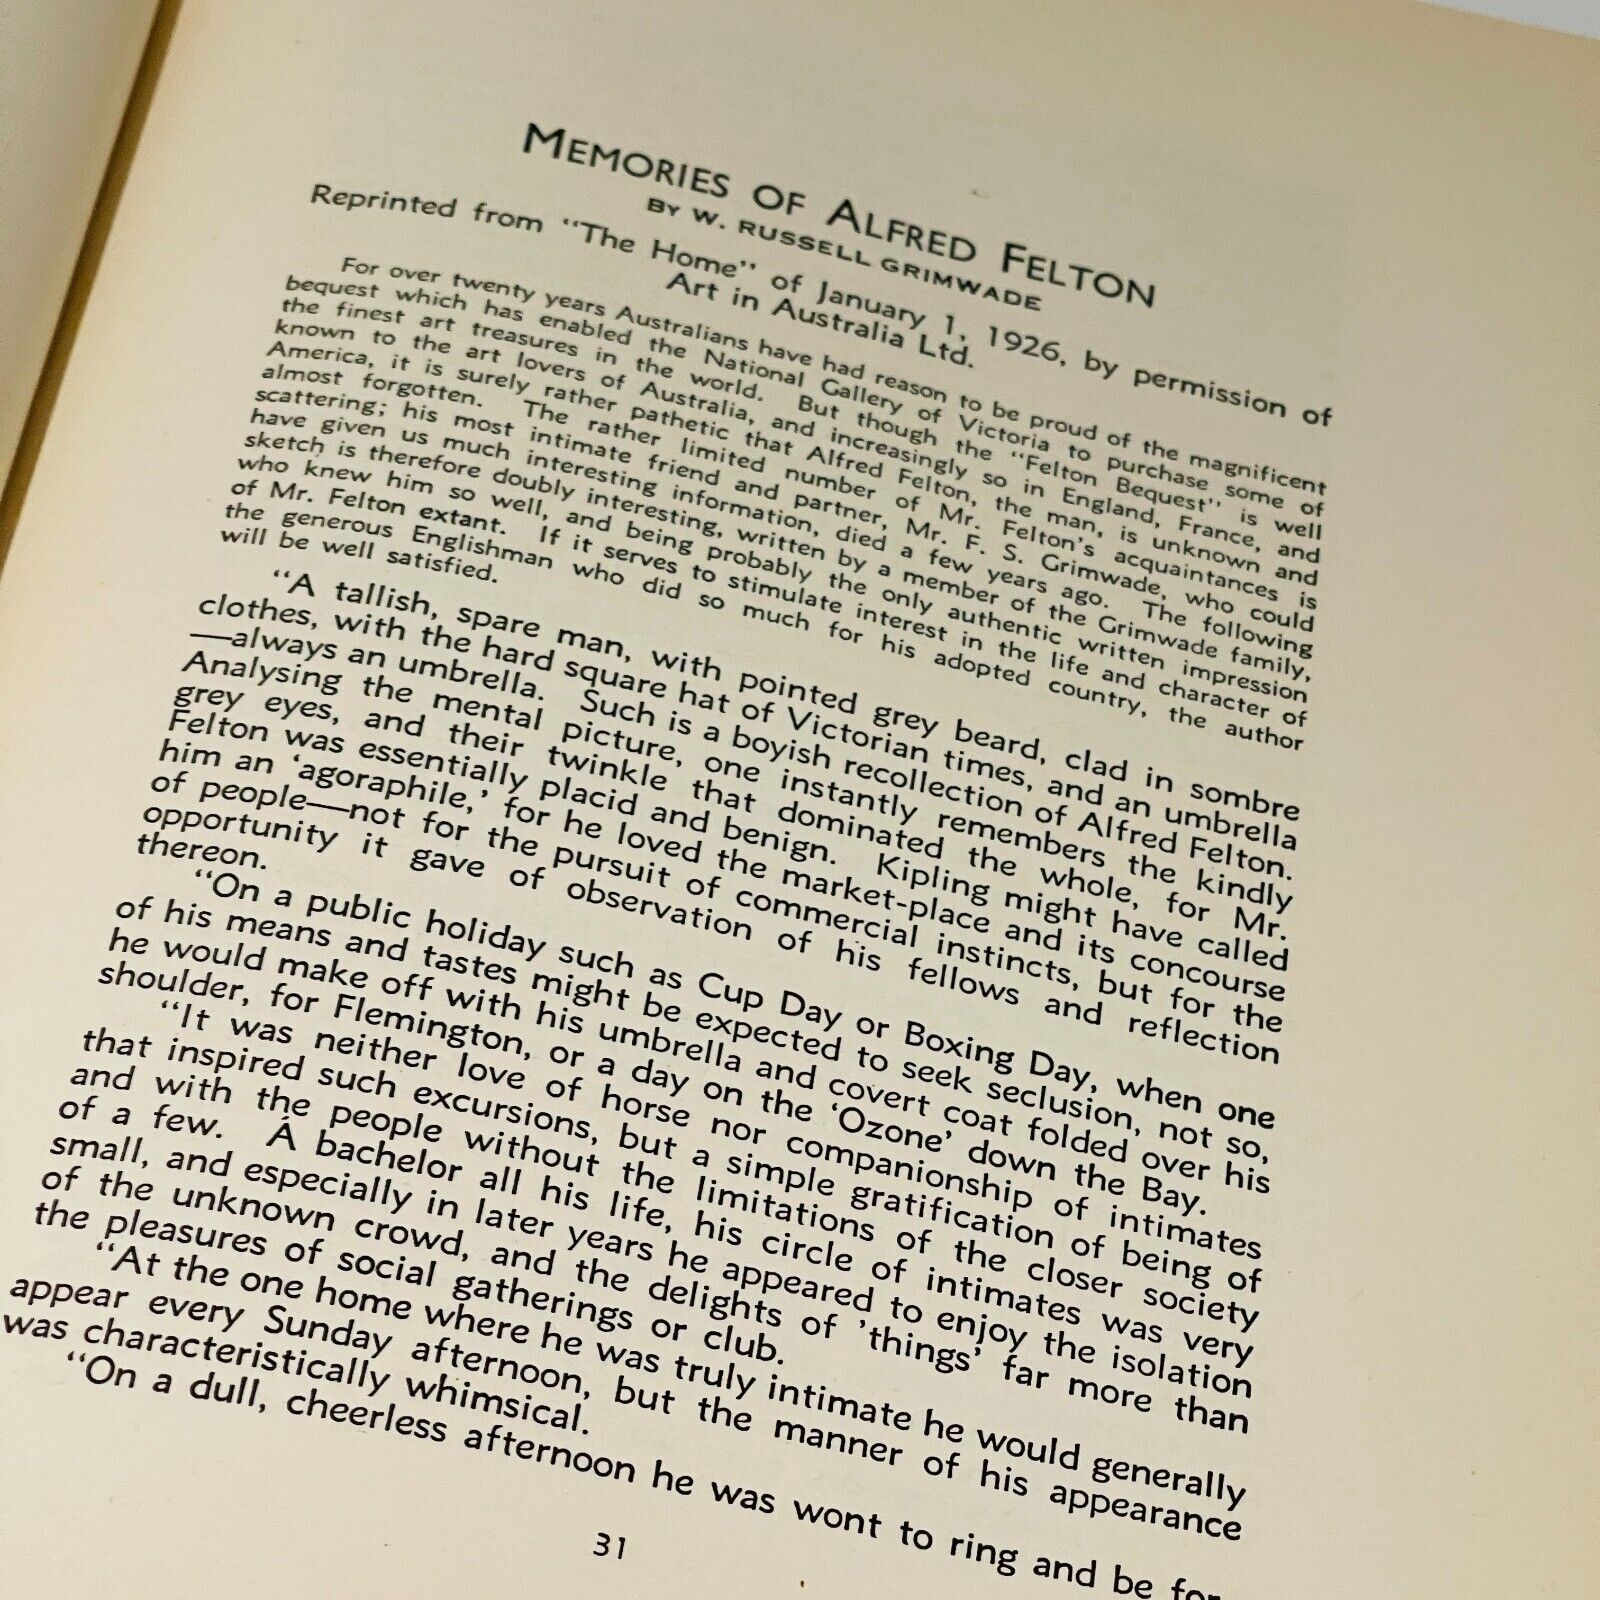 MEMORIES OF ALFRED FELTON
BY W. RUSSELL GRIMWADE
Reprinted from "The Home" of January 1, 1926, by permission of
Art in Australia Ltd.
For over twenty years Australians have had reason to be proud of the magnificent
bequest which has enabled the National Gallery of Victoria to purchase some of
the finest art treasures in the world. But though the "Felton Bequest" is well
known to the art lovers of Australia, and increasingly so in England, France, and
America, it is surely rather pathetic that Alfred Felton, the man, is unknown and
almost forgotten. The rather limited number of Mr. Felton's acquaintances is
scattering; his most intimate friend and partner, Mr. F. S. Grimwade, who could
have given us much interesting information, died a few years ago. The following
sketch is therefore doubly interesting, written by a member of the Grimwade family,
who knew him so well, and being probably the only authentic written impression
of Mr. Felton extant. If it serves to stimulate interest in the life and character of
the generous Englishman who did so much for his adopted country, the author
will be well satisfied.
"A tallish, spare man, with pointed grey beard, clad in sombre
clothes, with the hard square hat of Victorian times, and an umbrella
—always an umbrella. Such is a boyish recollection of Alfred Felton.
Analysing the mental picture, one instantly remembers the kindly
grey eyes, and their twinkle that dominated the whole, for Mr.
Felton was essentially placid and benign. Kipling might have called
him an 'agoraphile,' for he loved the market-place and its concourse
of people—not for the pursuit of commercial instincts, but for the
opportunity it gave of observation of his fellows and reflection
thereon.
"On a public holiday such as Cup Day or Boxing Day, when one
of his means and tastes might be expected to seek seclusion, not so,
he would make off with his umbrella and covert coat folded over his
shoulder, for Flemington, or a day on the 'Ozone' down the Bay.
"It was neither love of horse nor companionship of intimates
that inspired such excursions, but a simple gratification of being of
and with the people without the limitations of the closer society
of a few. A bachelor all his life, his circle of intimates was very
small, and especially in later years he appeared to enjoy the isolation
of the unknown crowd, and the delights of 'things' far more than
the pleasures of social gatherings or club.
"At the one home where he was truly intimate he would generally
appear every Sunday afternoon, but the manner of his appearance
was characteristically whimsical.
"On a dull, cheerless afternoon he was wont to ring and be
31